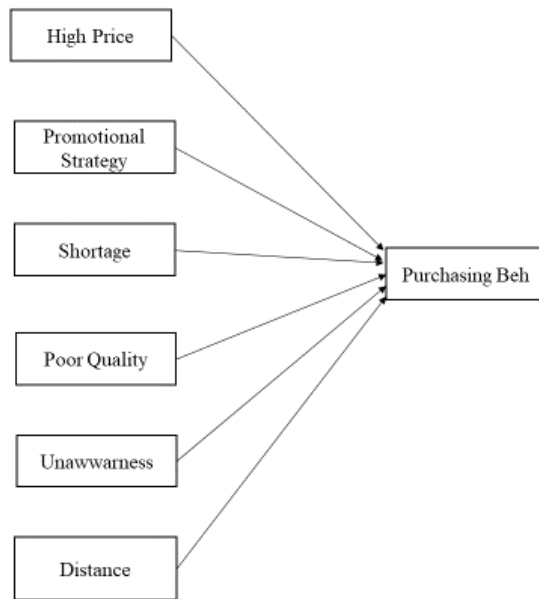 High Price
Promotional
Strategy
Shortage
Purchasing Beh
Poor Quality
Unawwarness
Distance